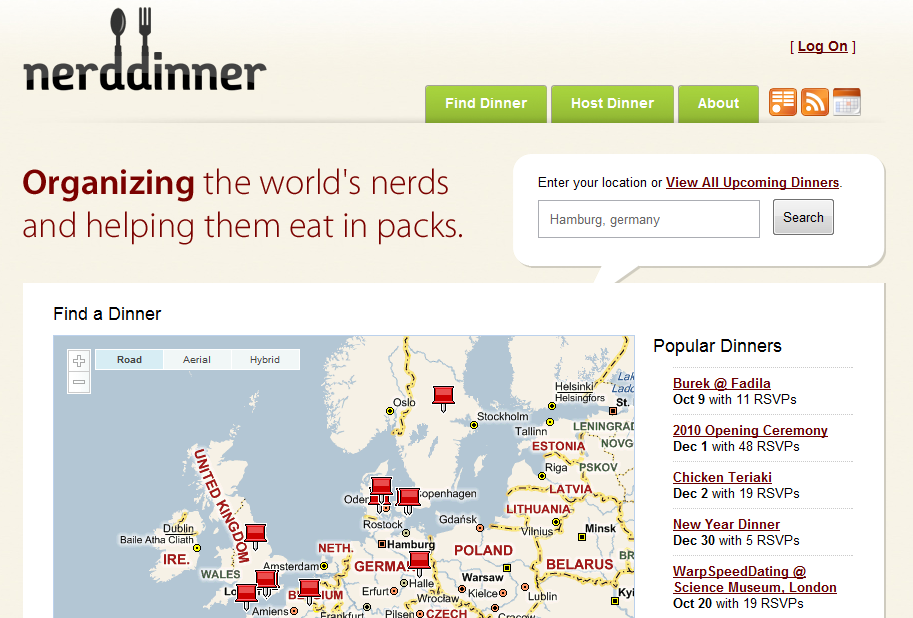 nerddinner
[ Log On ]
Find Dinner
Host Dinner
About
Organizing the world's nerds
and helping them eat in packs.
Enter your location or View All Upcoming Dinners.
Hamburg, germany
Search
Find a Dinner
Road
Aerial
Hybrid
Popular Dinners
Burek @ Fadila
Oct 9 with 11 RSVPs
2010 Opening Ceremony
Dec 1 with 48 RSVPs
Chicken Teriaki
Dec 2 with 19 RSVPs
New Year Dinner
Dec 30 with 5 RSVPs
WarpSpeedDating @
Science Museum, London
Oct 20 with 19 RSVPs
Helsinki
Helsingfors
Oslo
Stockholm
Tallinn
St.
LENINGRAD
NOVG
ESTONIA
Riga
PSKOV
LATVIA
UNITED KINGDOM
Copenhagen
LITHUANIA
Vilnius
Gdańsk
Rostock
Minsk
Dublin
Baile Atha Cliath
Hamburg
IRE.
NETH.
POLAND
BELARUS
BR
WALES
Amsterdam
GERMA
Halle
Warsaw
Erfurt
Wrocław
Kielce
Lublin
Amiens
Frankfurt
Pilsen
CZECH
Cracow